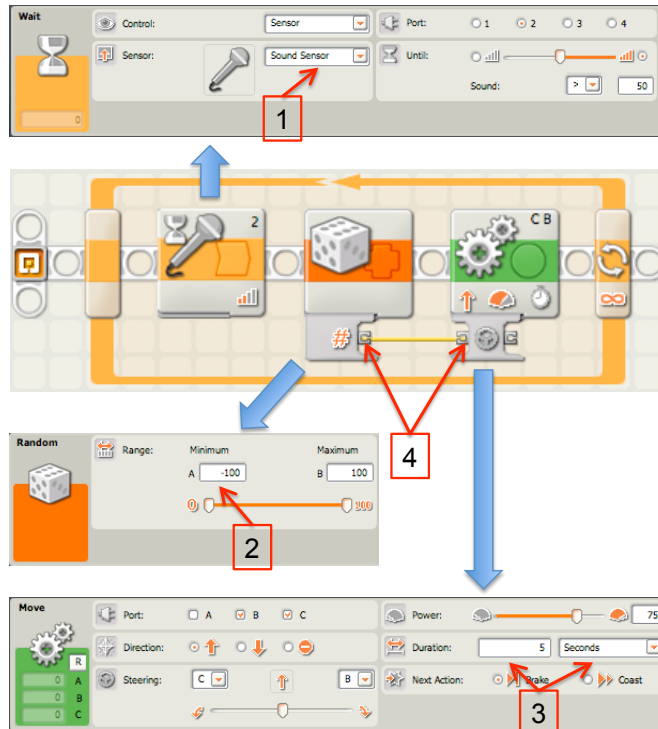 Wait
Control: Sensor Port: 1 2 3 4
Sensor: Sound Sensor Until:
Sound: > 50
0
1
2
C B
#
4
Random
Range: Minimum Maximum
A -100 B 100
0 100
2
Move
Port: A B C Power: 75
Direction: Duration: 5 Seconds
R
0 A Steering: C B Next Action: Brake Coast
0 B
0 C
3